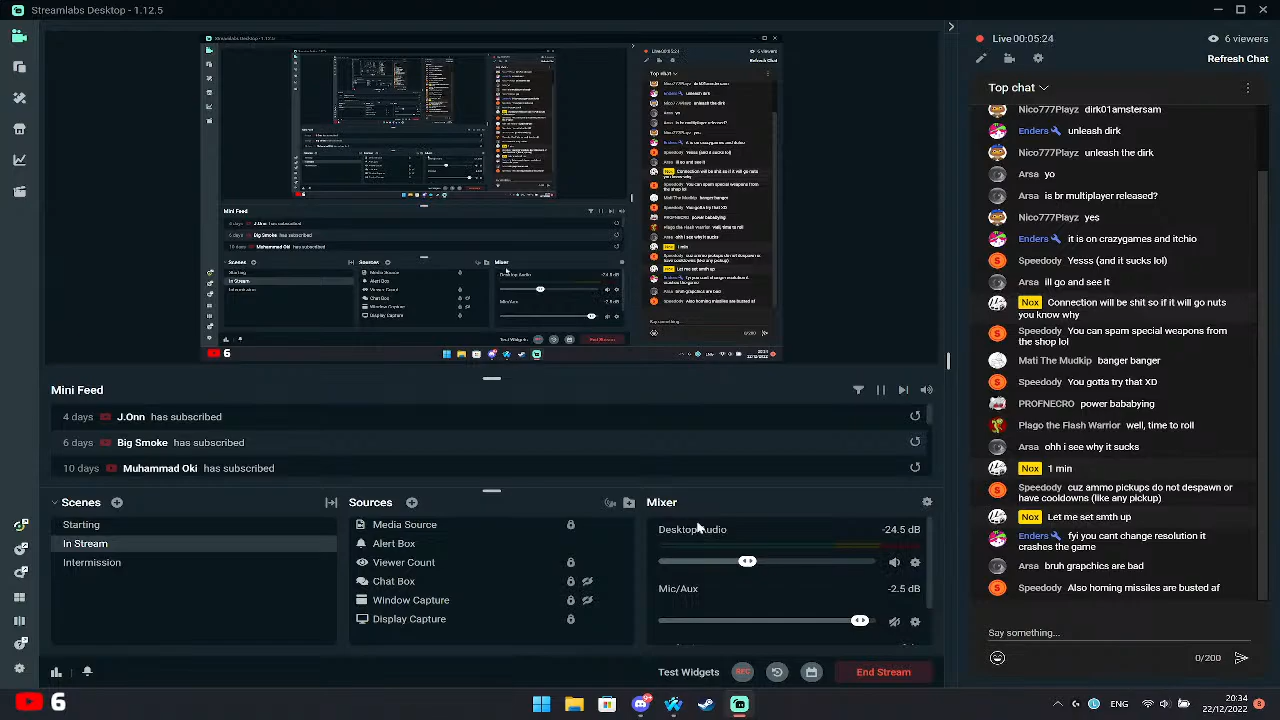 Streamlabs Desktop - 1.12.5
Live 00:05:24
6 viewers
Refresh Chat
Top chat
Nico777Playz dirk01amstersam
Enders unleash dirk
Nico777Playz unlesh the dirk
Arsa yo
Arsa is br multiplayer released?
Nico777Playz yes
Enders it is on crazygames and itchio
Speedody Yesss (and it sucks lol)
Arsa ill go and see it
Nox Connection will be shit so if it will go nuts
you know why
Speedody You can spam special weapons from
the shop lol
Mati The Mudkip banger banger
Speedody You gotta try that XD
PROFNECRO power bababying
Plago the Flash Warrior well, time to roll
Arsa ohh i see why it sucks
Nox 1 min
Speedody cuz ammo pickups do not despawn or
have cooldowns (like any pickup)
Nox Let me set smth up
Enders fyi you cant change resolution it
crashes the game
Arsa bruh grapchics are bad
Speedody Also homing missiles are busted af
Say something...
0/200
Mini Feed
4 days J.Onn has subscribed
6 days Big Smoke has subscribed
10 days Muhammad Oki has subscribed
Scenes
Starting
In Stream
Intermission
Sources
Media Source
Alert Box
Viewer Count
Chat Box
Window Capture
Display Capture
Mixer
Desktop Audio -24.5 dB
Mic/Aux -2.5 dB
Test Widgets REC End Stream
6
9+
ENG
20:34
22/12/2022
8